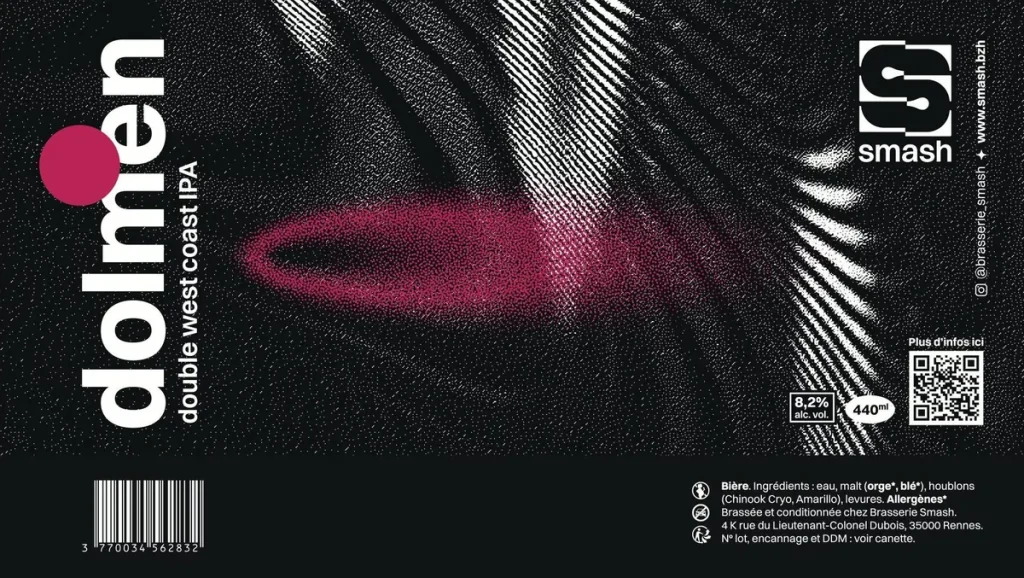 dolmen
double west coast IPA
smash
@brasserie_smash ✦ www.smash.bzh
Plus d'infos ici
8,2%
alc. vol.
440ml
3 770034 562832
Bière. Ingrédients : eau, malt (orge*, blé*), houblons
(Chinook Cryo, Amarillo), levures. Allergènes*
Brassée et conditionnée chez Brasserie Smash.
4 K rue du Lieutenant-Colonel Dubois, 35000 Rennes.
N° lot, encannage et DDM : voir canette.